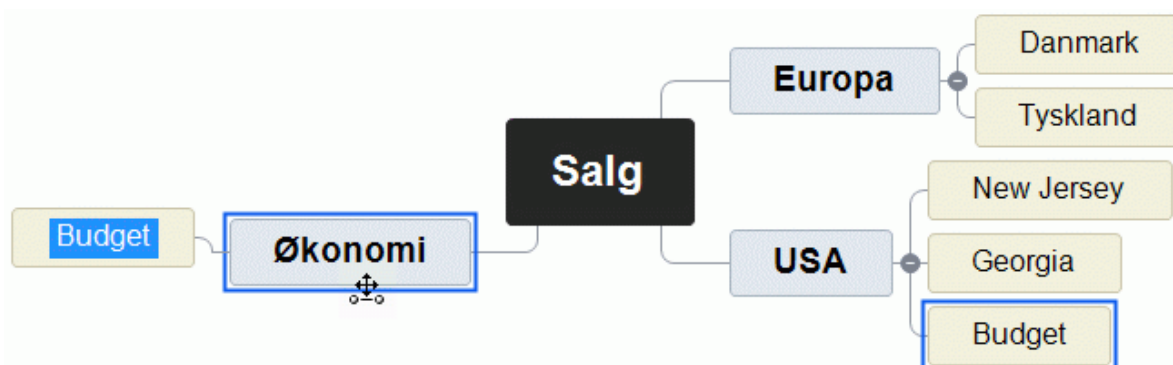 Danmark
Europa
Tyskland
Salg
New Jersey
Budget
Økonomi
USA
Georgia
Budget